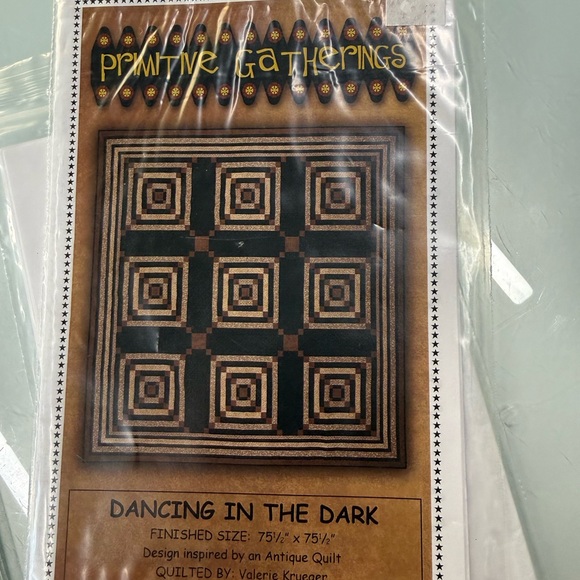 PRIMITIVE GATHERINGS
DANCING IN THE DARK
FINISHED SIZE: 75½" x 75½"
Design inspired by an Antique Quilt
QUILTED BY: Valerie Krueger